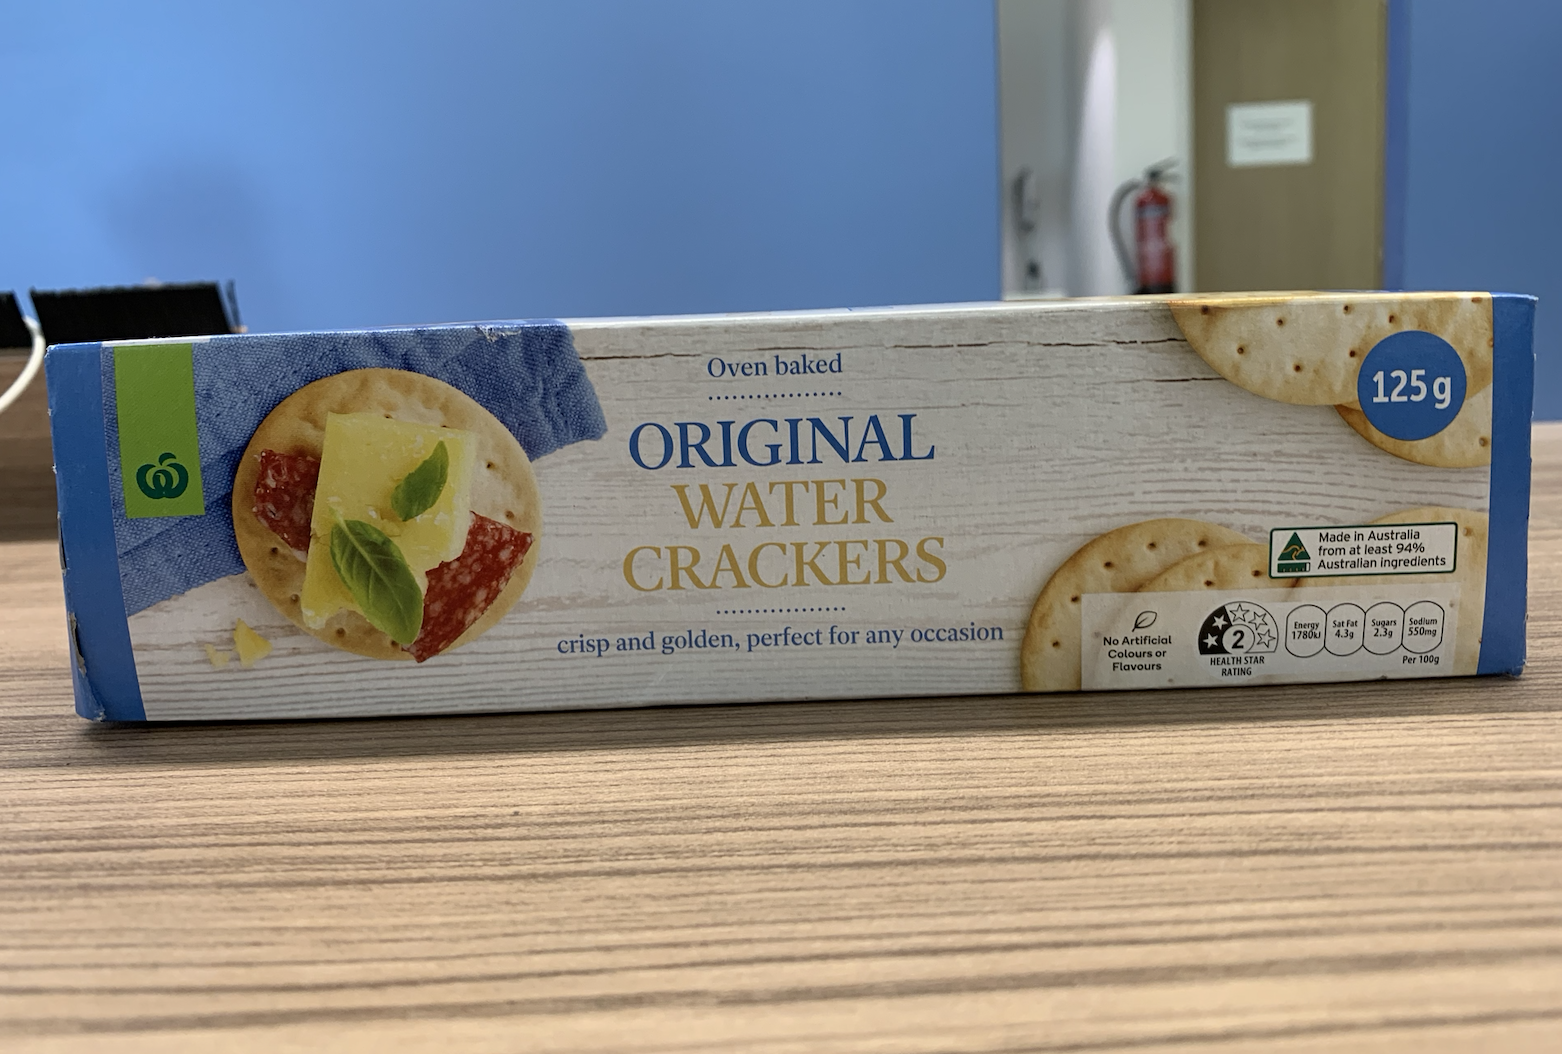 Oven baked
ORIGINAL
WATER
CRACKERS
crisp and golden, perfect for any occasion
125g
Made in Australia
from at least 94%
Australian ingredients
No Artificial
Colours or
Flavours
2
HEALTH STAR
RATING
Energy
1780kJ
Sat Fat
4.3g
Sugars
2.3g
Sodium
550mg
Per 100g